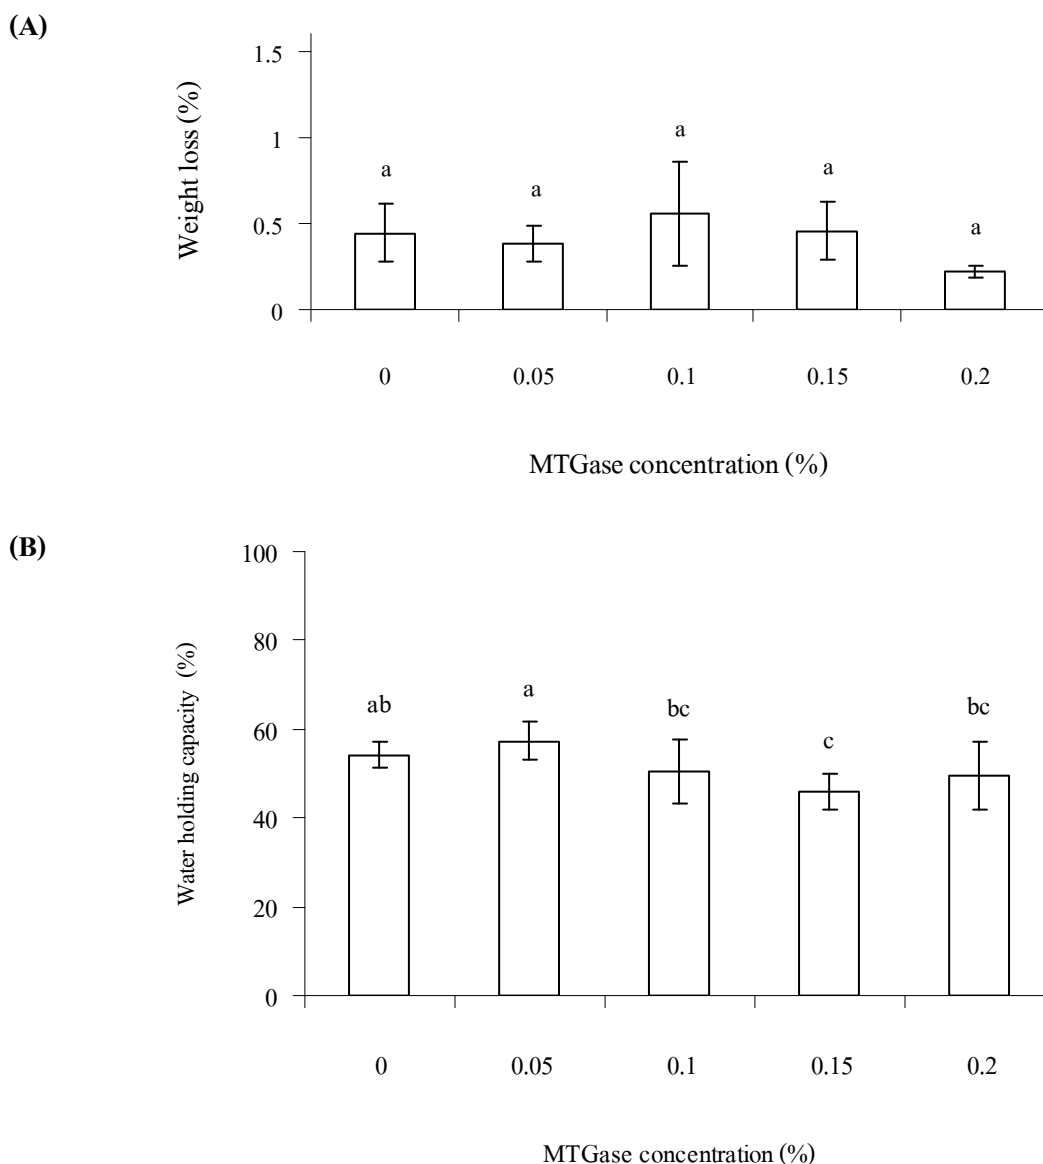 (A)
Weight loss (%)
1.5
1
0.5
0
a
a
a
a
a
0 0.05 0.1 0.15 0.2
MTGase concentration (%)
(B)
Water holding capacity (%)
100
80
60
40
20
0
ab
a
bc
c
bc
0 0.05 0.1 0.15 0.2
MTGase concentration (%)